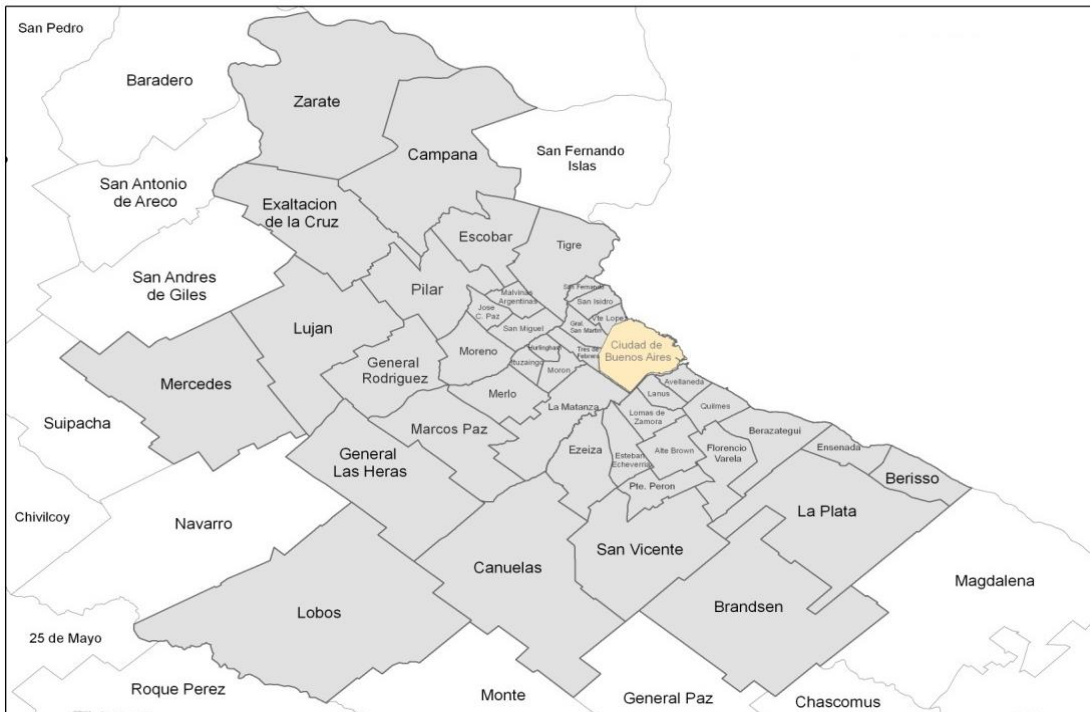 San Pedro
Baradero
Zarate
Campana
San Fernando
Islas
San Antonio
de Areco
Exaltacion
de la Cruz
Escobar
Tigre
San Andres
de Giles
Pilar
San Fernando
Malvinas
Argentinas
San Isidro
Jose
C. Paz
Vte Lopez
Lujan
San Miguel
Gral.
San Martin
Ciudad de
Buenos Aires
Moreno
Hurlingham
Tres de
Febrero
General
Rodriguez
Ituzaingo
Moron
Mercedes
Avellaneda
Merlo
Lanus
La Matanza
Quilmes
Suipacha
Lomas de
Zamora
Marcos Paz
Berazategui
General
Las Heras
Ezeiza
Esteban
Echeverria
Alte Brown
Florencio
Varela
Ensenada
Berisso
Pte. Peron
Chivilcoy
Navarro
La Plata
San Vicente
Canuelas
Magdalena
Lobos
Brandsen
25 de Mayo
Roque Perez
Monte
General Paz
Chascomus